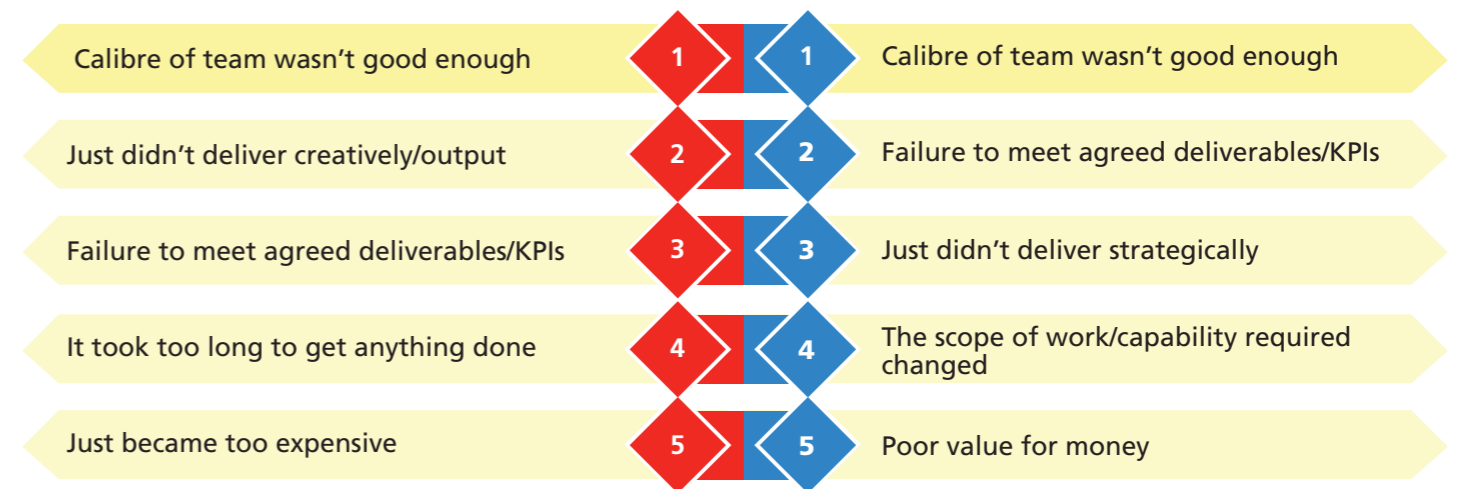 Calibre of team wasn't good enough
1
1
Calibre of team wasn't good enough
Just didn't deliver creatively/output
2
2
Failure to meet agreed deliverables/KPIs
Failure to meet agreed deliverables/KPIs
3
3
Just didn't deliver strategically
It took too long to get anything done
4
4
The scope of work/capability required
changed
Just became too expensive
5
5
Poor value for money